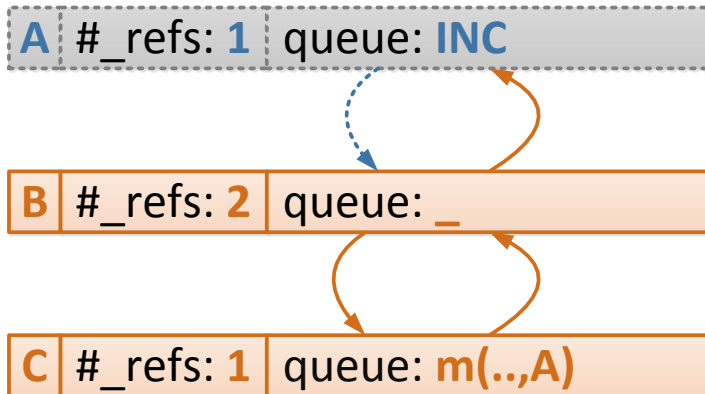 A #_refs: 1 queue: INC
B #_refs: 2 queue: _
C #_refs: 1 queue: m(..,A)